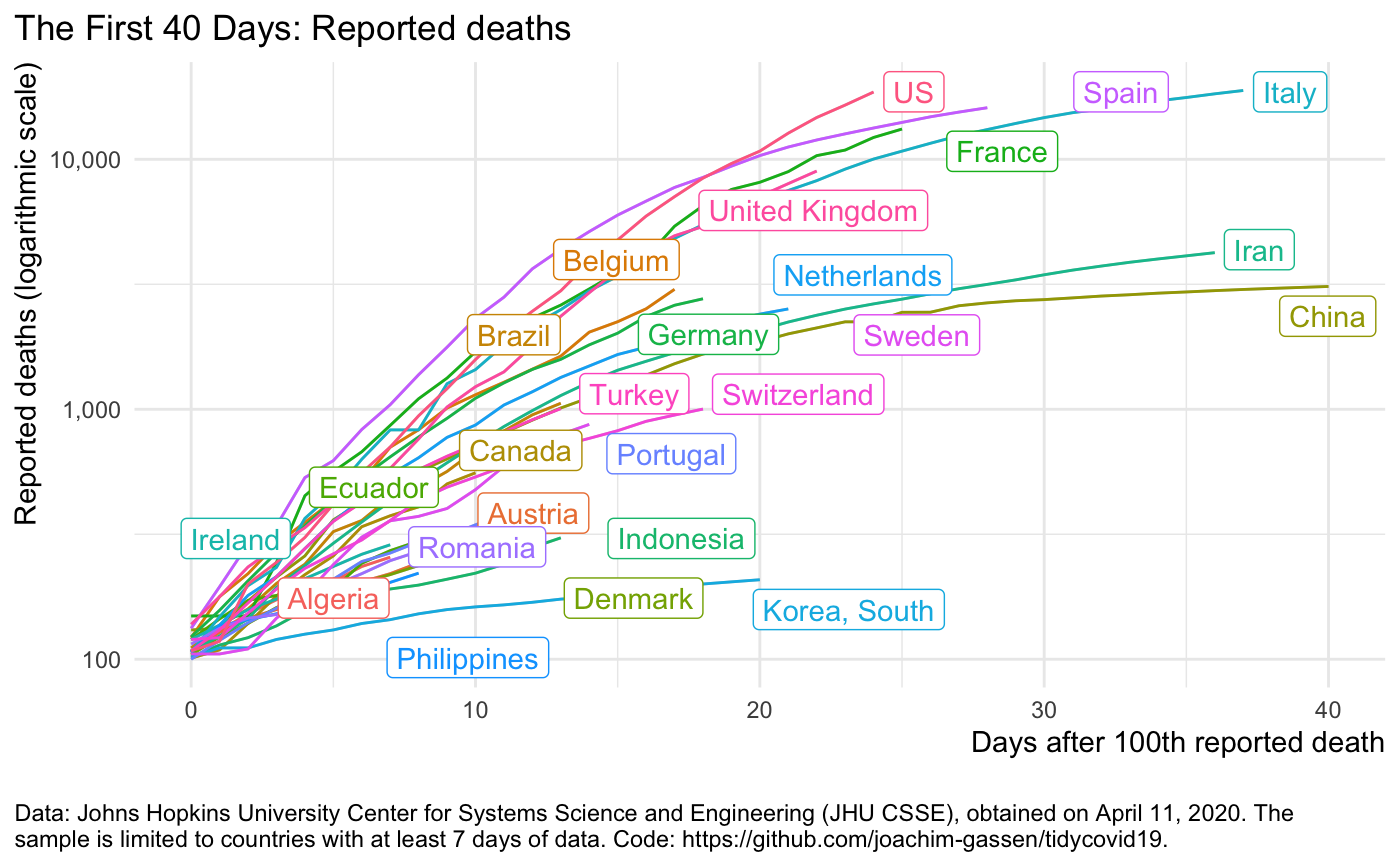 The First 40 Days: Reported deaths
Reported deaths (logarithmic scale)
10,000
1,000
100
US
Spain
Italy
France
United Kingdom
Belgium
Iran
Netherlands
China
Brazil
Germany
Sweden
Turkey
Switzerland
Canada
Portugal
Ecuador
Austria
Ireland
Romania
Indonesia
Algeria
Denmark
Korea, South
Philippines
0
10
20
30
40
Days after 100th reported death
Data: Johns Hopkins University Center for Systems Science and Engineering (JHU CSSE), obtained on April 11, 2020. The
sample is limited to countries with at least 7 days of data. Code: https://github.com/joachim-gassen/tidycovid19.